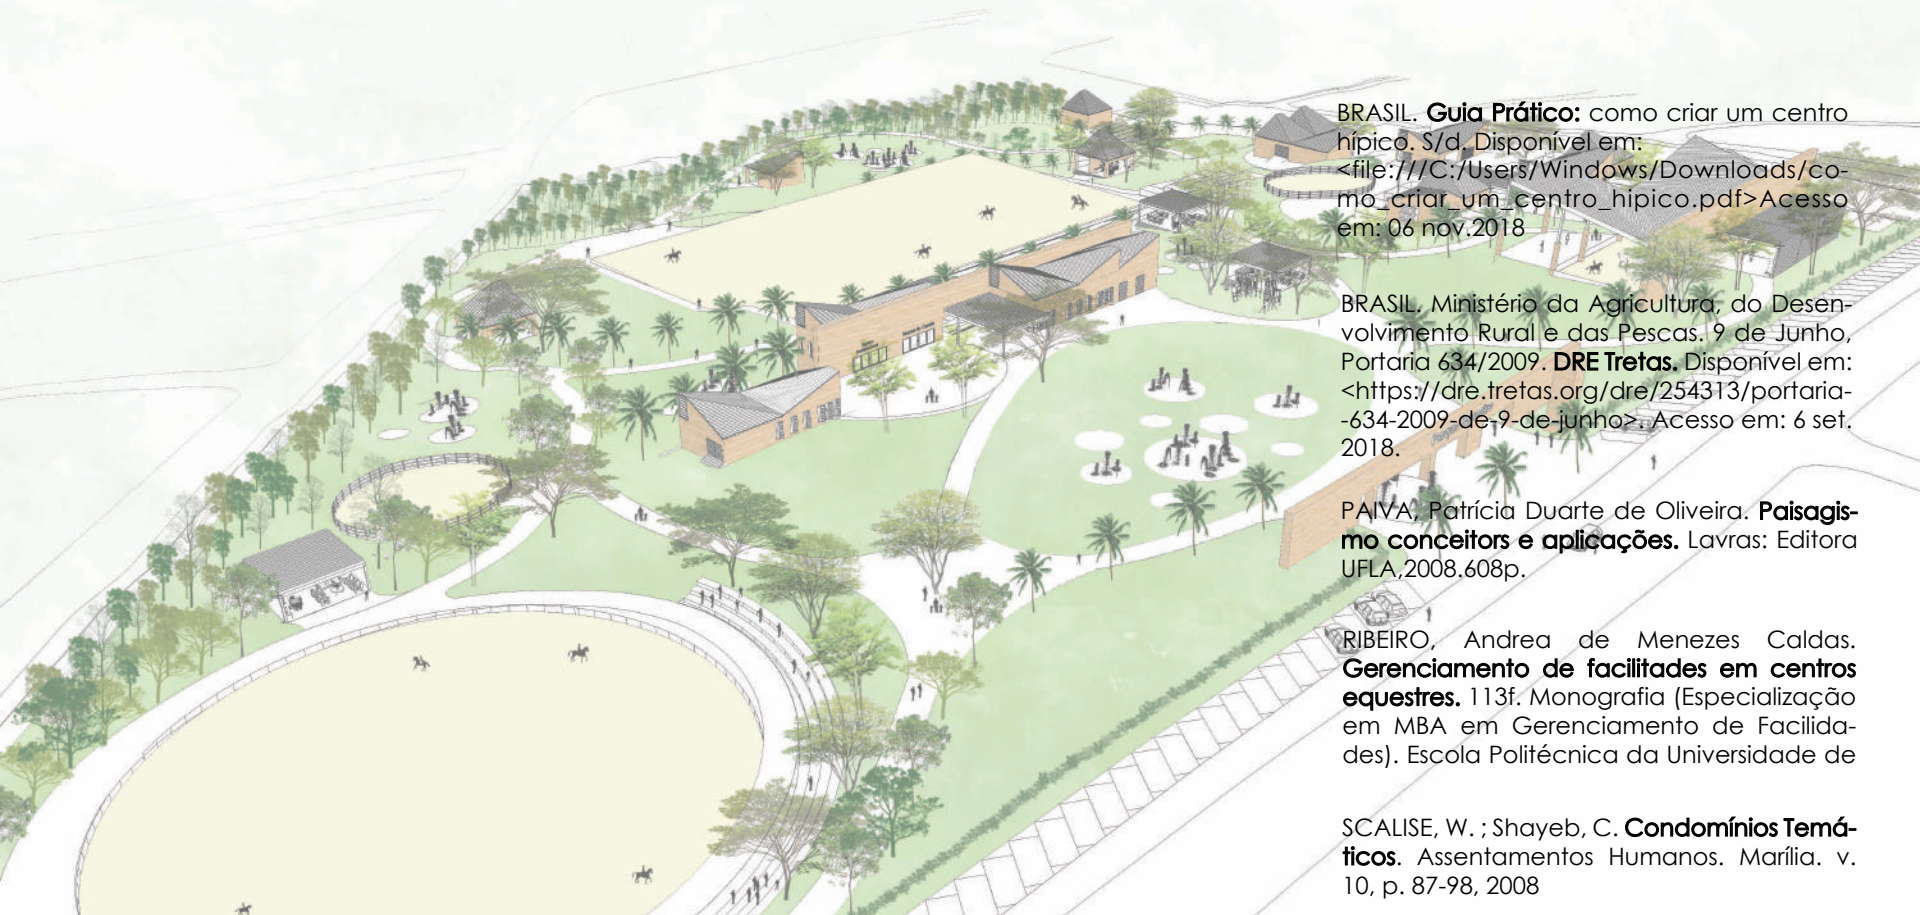 BRASIL. Guia Prático: como criar um centro
hípico. S/d. Disponível em:
<file:///C:/Users/Windows/Downloads/co-
mo_criar_um_centro_hipico.pdf>Acesso
em: 06 nov.2018
BRASIL. Ministério da Agricultura, do Desen-
volvimento Rural e das Pescas. 9 de Junho,
Portaria 634/2009. DRE Tretas. Disponível em:
<https://dre.tretas.org/dre/254313/portaria-
-634-2009-de-9-de-junho>. Acesso em: 6 set.
2018.
PAIVA, Patrícia Duarte de Oliveira. Paisagis-
mo conceitors e aplicações. Lavras: Editora
UFLA,2008.608p.
RIBEIRO, Andrea de Menezes Caldas.
Gerenciamento de facilitades em centros
equestres. 113f. Monografia (Especialização
em MBA em Gerenciamento de Facilida-
des). Escola Politécnica da Universidade de
SCALISE, W. ; Shayeb, C. Condomínios Temá-
ticos. Assentamentos Humanos. Marília. v.
10, p. 87-98, 2008